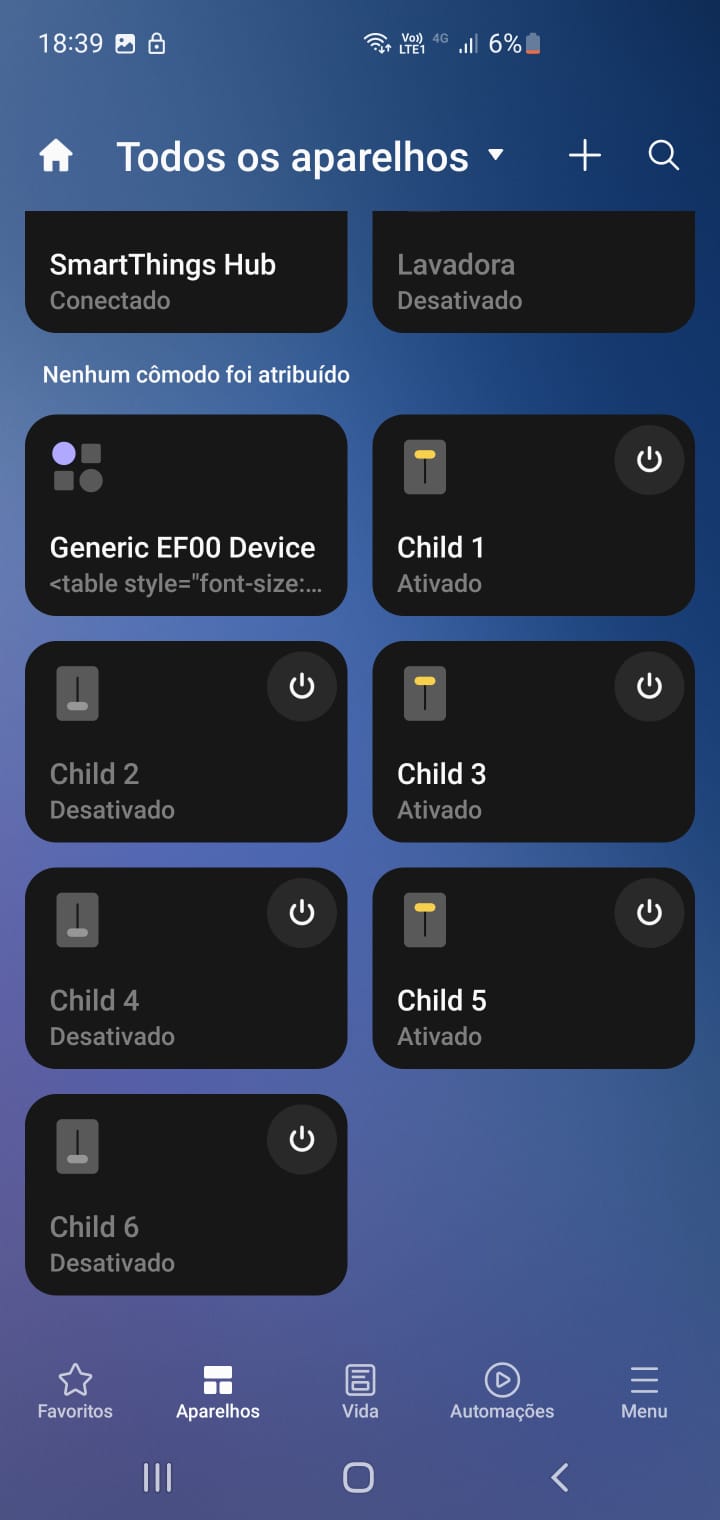 18:39 Vo)) LTE1 4G 6%
Todos os aparelhos
SmartThings Hub
Conectado
Lavadora
Desativado
Nenhum cômodo foi atribuído
Generic EF00 Device
<table style="font-size:...
Child 1
Ativado
Child 2
Desativado
Child 3
Ativado
Child 4
Desativado
Child 5
Ativado
Child 6
Desativado
Favoritos
Aparelhos
Vida
Automações
Menu